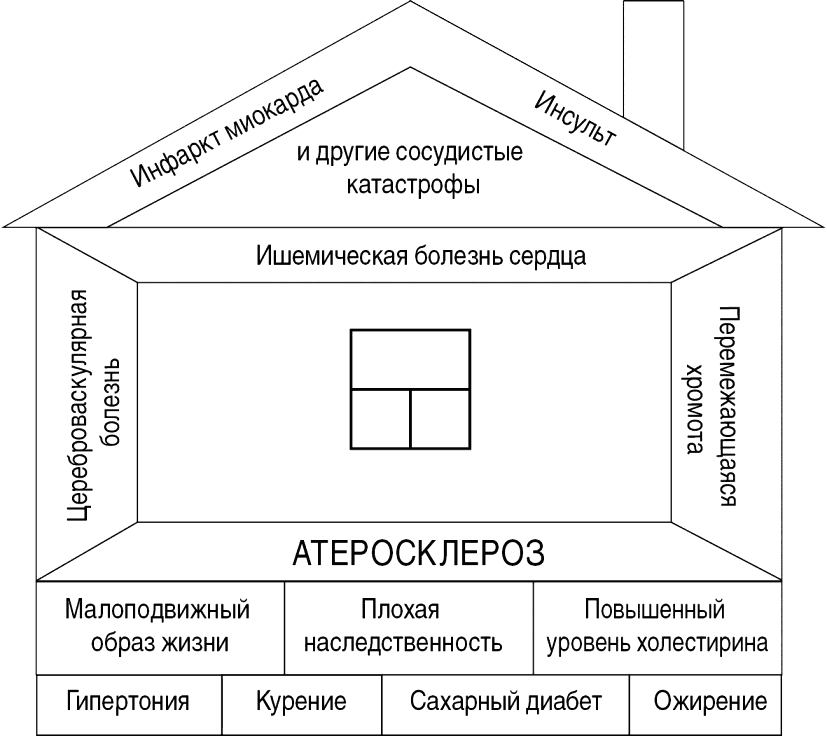 Инфаркт миокарда
Инсульт
и другие сосудистые
катастрофы
Ишемическая болезнь сердца
Цереброваскулярная
болезнь
Перемежающаяся
хромота
АТЕРОСКЛЕРОЗ
Малоподвижный
образ жизни
Плохая
наследственность
Повышенный
уровень холестирина
Гипертония
Курение
Сахарный диабет
Ожирение